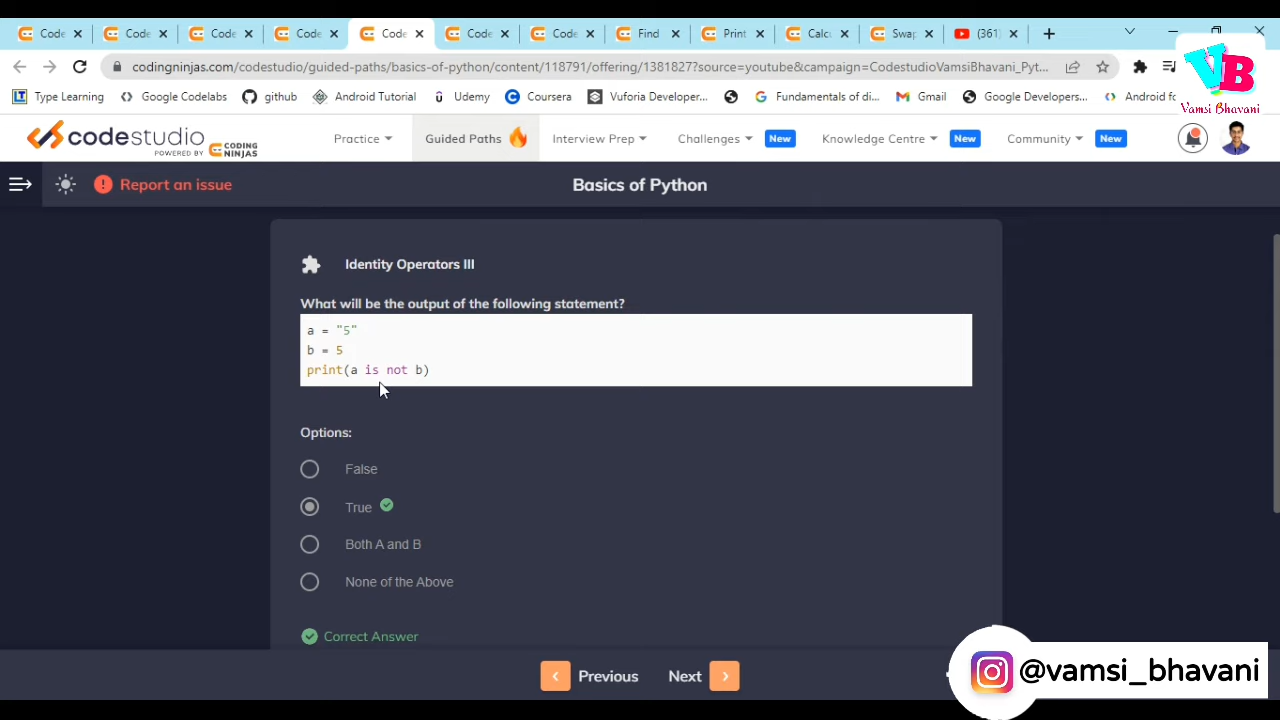 Code
Code
Code
Code
Code
Code
Code
Find
Print
Calc
Swap
(361)
codingninjas.com/codestudio/guided-paths/basics-of-python/content/118791/offering/1381827?source=youtube&campaign=CodestudioVamsiBhavani_Pyt...
Type Learning
Google Codelabs
github
Android Tutorial
Udemy
Coursera
Vuforia Developer...
Fundamentals of di...
Gmail
Google Developers...
Android fo
VB
Vamsi Bhavani
codestudio
POWERED BY CODING NINJAS
Practice
Guided Paths
Interview Prep
Challenges
New
Knowledge Centre
New
Community
New
Report an issue
Basics of Python
Identity Operators III
What will be the output of the following statement?
a = "5"
b = 5
print(a is not b)
Options:
False
True
Both A and B
None of the Above
Correct Answer
Previous
Next
@vamsi_bhavani